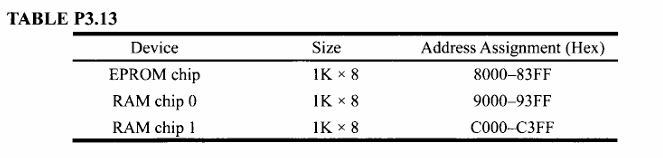 TABLE P3.13
Device Size Address Assignment (Hex)
EPROM chip 1K × 8 8000–83FF
RAM chip 0 1K × 8 9000–93FF
RAM chip 1 1K × 8 C000–C3FF